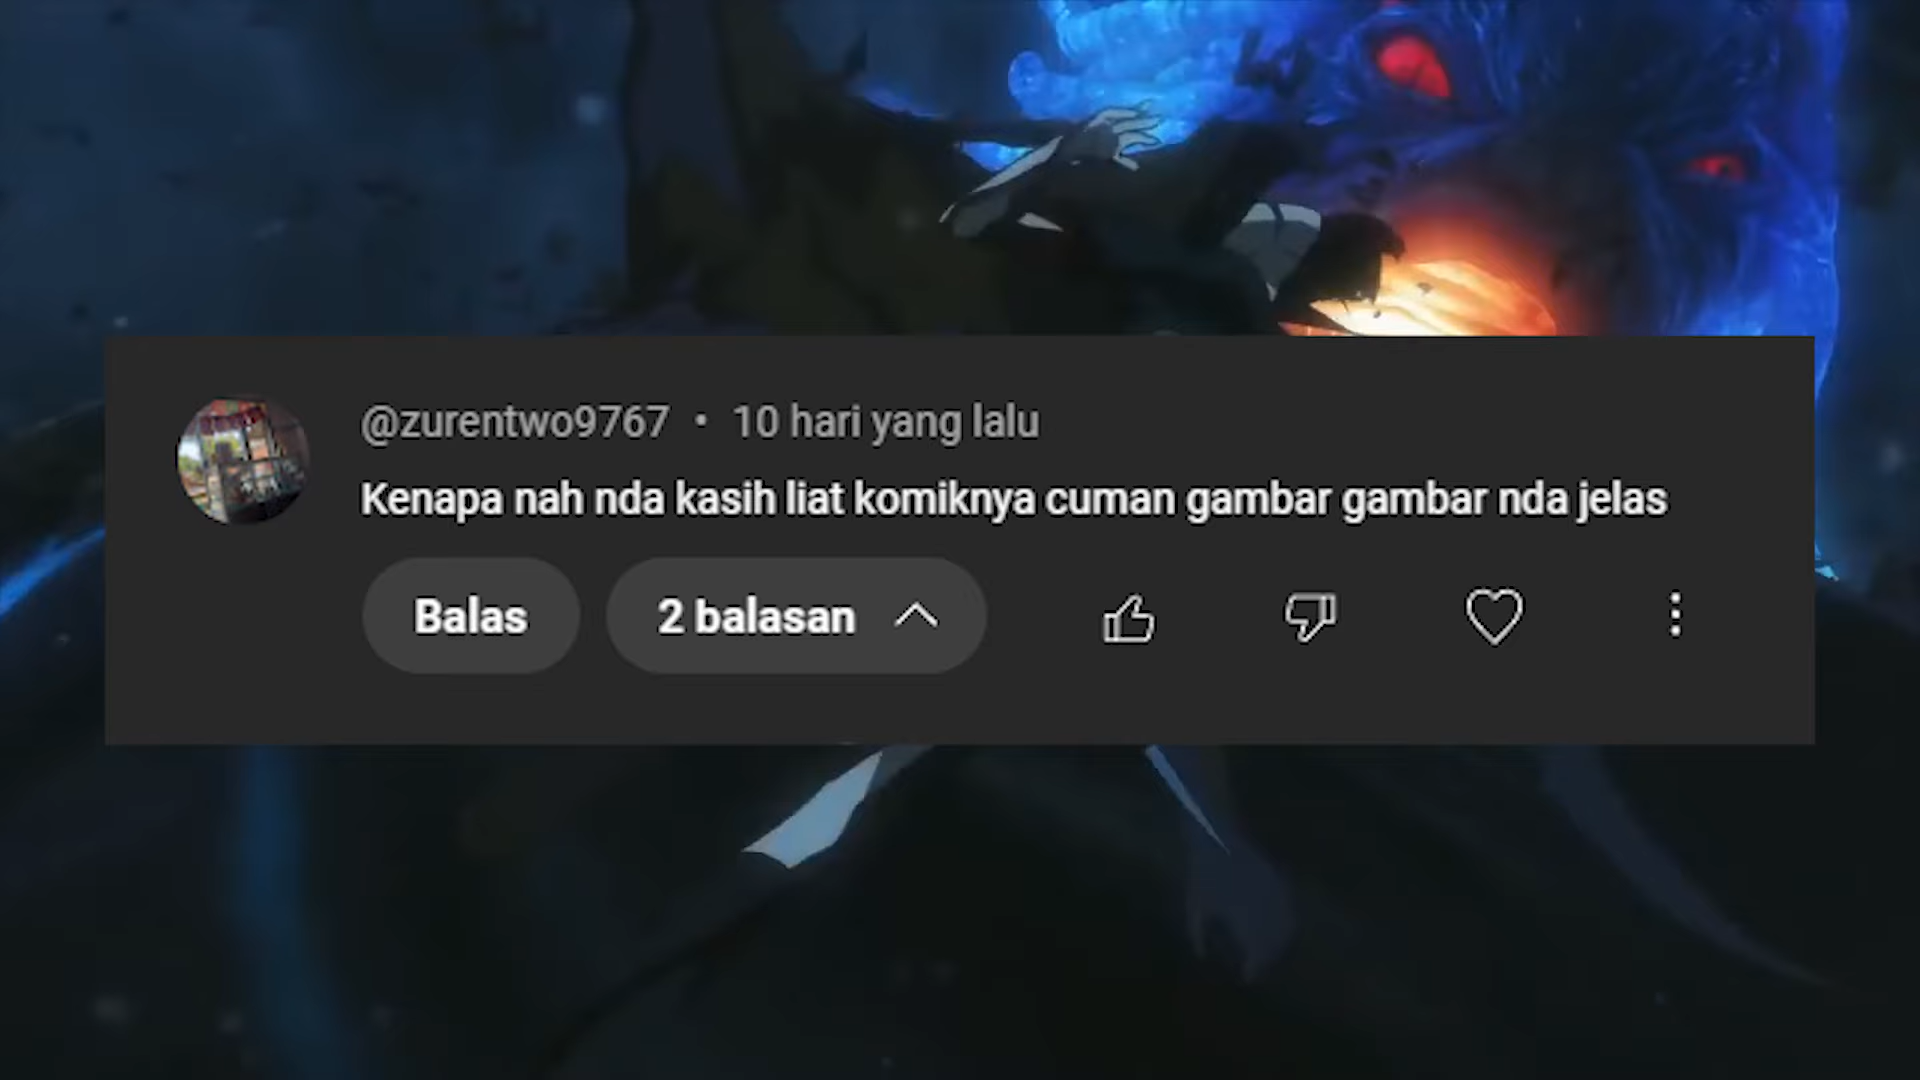 @zurentwo9767 • 10 hari yang lalu
Kenapa nah nda kasih liat komiknya cuman gambar gambar nda jelas
Balas 2 balasan